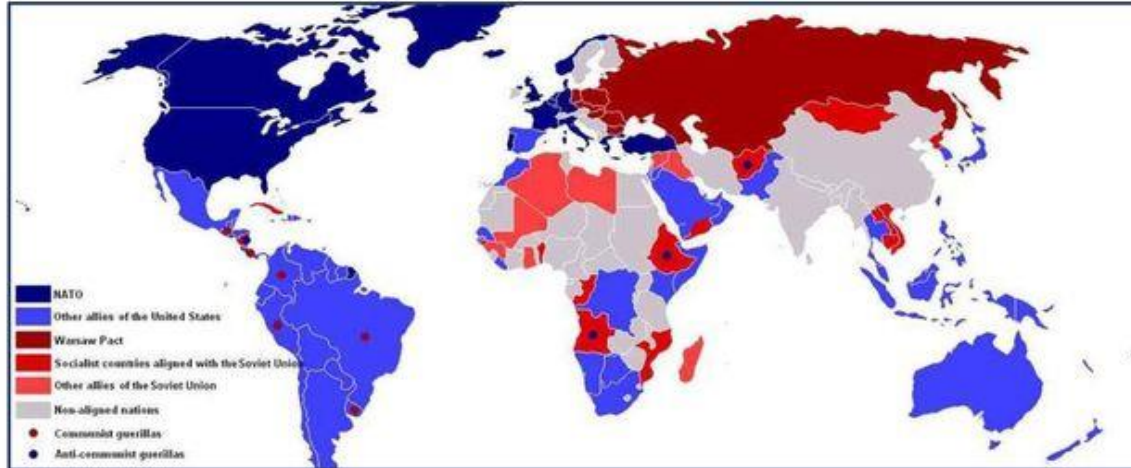 NATO
Other allies of the United States
Warsaw Pact
Socialist countries aligned with the Soviet Union
Other allies of the Soviet Union
Non-aligned nations
Communist guerillas
Anti-communist guerillas